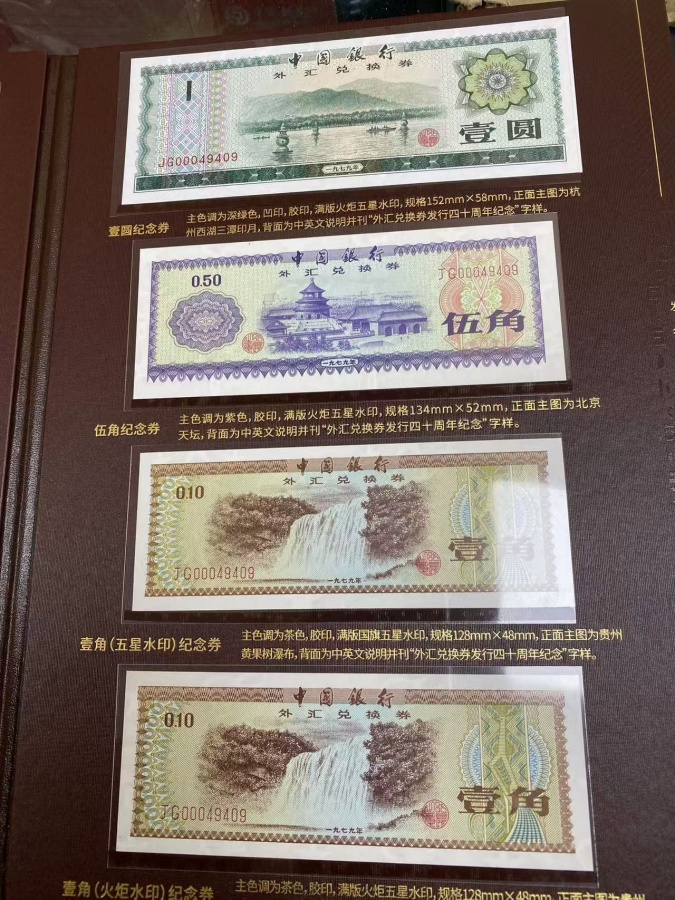 中国银行
外汇兑换券
1
壹圆
JG00049409
一九七九年
壹圆纪念券
主色调为深绿色，凹印，胶印，满版火炬五星水印，规格152mm×58mm，正面主图为杭
州西湖三潭印月，背面为中英文说明并刊“外汇兑换券发行四十周年纪念”字样。
中国银行
外汇兑换券
0.50
JG00049409
伍角
一九七九年
伍角纪念券
主色调为紫色，胶印，满版火炬五星水印，规格134mm×52mm，正面主图为北京
天坛，背面为中英文说明并刊“外汇兑换券发行四十周年纪念”字样。
中国银行
外汇兑换券
0.10
壹角
JG00049409
一九七九年
壹角（五星水印）纪念券
主色调为茶色，胶印，满版国旗五星水印，规格128mm×48mm，正面主图为贵州
黄果树瀑布，背面为中英文说明并刊“外汇兑换券发行四十周年纪念”字样。
中国银行
外汇兑换券
0.10
壹角
JG00049409
一九七九年
壹角（火炬水印）纪念券
主色调为茶色，胶印，满版火炬五星水印，规格128mm×48mm，正面主图为贵州